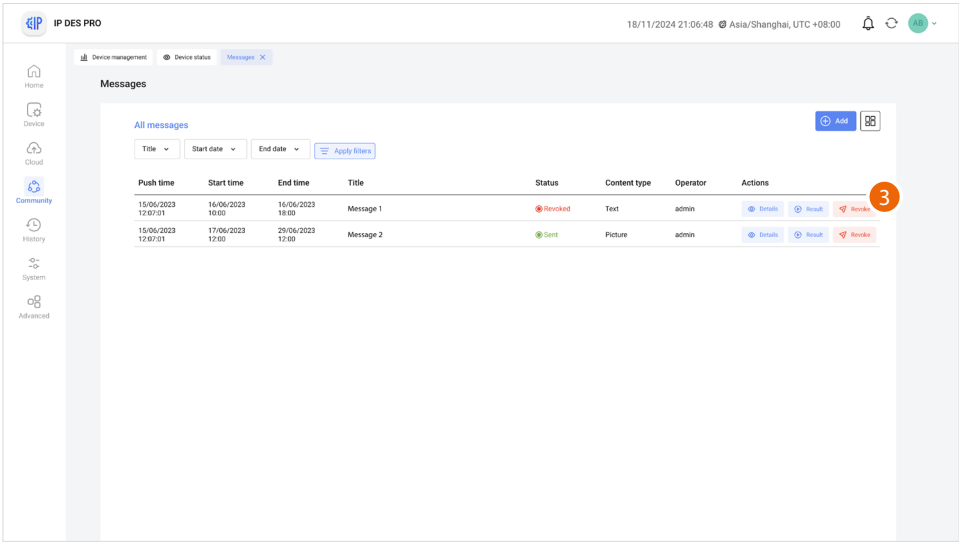 IP DES PRO
18/11/2024 21:06:48 Asia/Shanghai, UTC +08:00
AB
Device management Device status Messages
Home
Device
Cloud
Community
History
System
Advanced
Messages
All messages
Add
Title Start date End date Apply filters
Push time Start time End time Title Status Content type Operator Actions
15/06/2023 12:07:01 16/06/2023 10:00 16/06/2023 18:00 Message 1 Revoked Text admin Details Result Revoke
3
15/06/2023 12:07:01 17/06/2023 12:00 29/06/2023 12:00 Message 2 Sent Picture admin Details Result Revoke